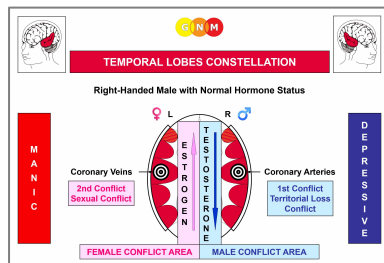 GNM
TEMPORAL LOBES CONSTELLATION
Right-Handed Male with Normal Hormone Status
L R
MANIC
ESTROGEN
TESTOSTERONE
DEPRESSIVE
Coronary Veins
2nd Conflict
Sexual Conflict
Coronary Arteries
1st Conflict
Territorial Loss
Conflict
FEMALE CONFLICT AREA
MALE CONFLICT AREA